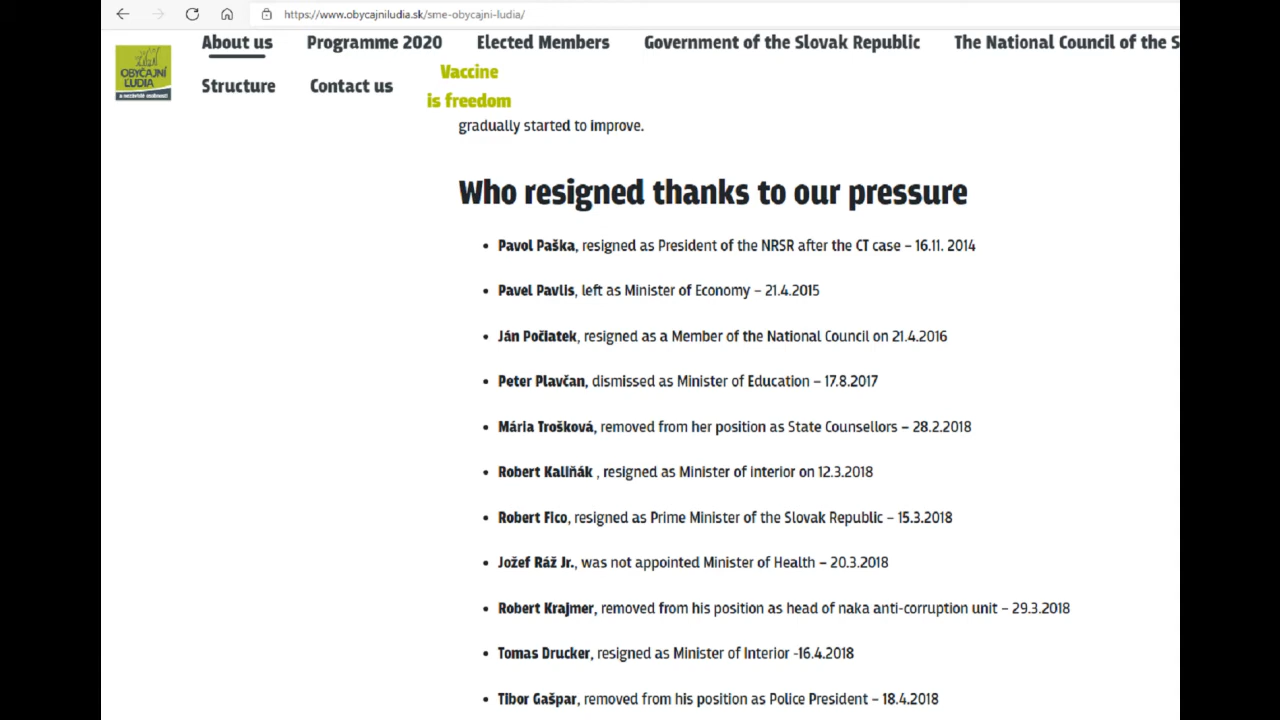 https://www.obycajniludia.sk/sme-obycajni-ludia/
About us Programme 2020 Elected Members Government of the Slovak Republic The National Council of the S
OBYČAJNÍ
ĽUDIA
a nezávislé osobnosti
Structure Contact us Vaccine
is freedom
gradually started to improve.
Who resigned thanks to our pressure
• Pavol Paška, resigned as President of the NRSR after the CT case – 16.11. 2014
• Pavel Pavlis, left as Minister of Economy – 21.4.2015
• Ján Počiatek, resigned as a Member of the National Council on 21.4.2016
• Peter Plavčan, dismissed as Minister of Education – 17.8.2017
• Mária Trošková, removed from her position as State Counsellors – 28.2.2018
• Robert Kaliňák , resigned as Minister of interior on 12.3.2018
• Robert Fico, resigned as Prime Minister of the Slovak Republic – 15.3.2018
• Jožef Ráž Jr., was not appointed Minister of Health – 20.3.2018
• Robert Krajmer, removed from his position as head of naka anti-corruption unit – 29.3.2018
• Tomas Drucker, resigned as Minister of Interior -16.4.2018
• Tibor Gašpar, removed from his position as Police President – 18.4.2018